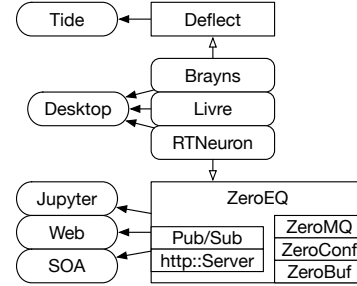 Tide
Deflect
Brayns
Desktop
Livre
RTNeuron
Jupyter
ZeroEQ
Web
Pub/Sub
ZeroMQ
http::Server
ZeroConf
SOA
ZeroBuf